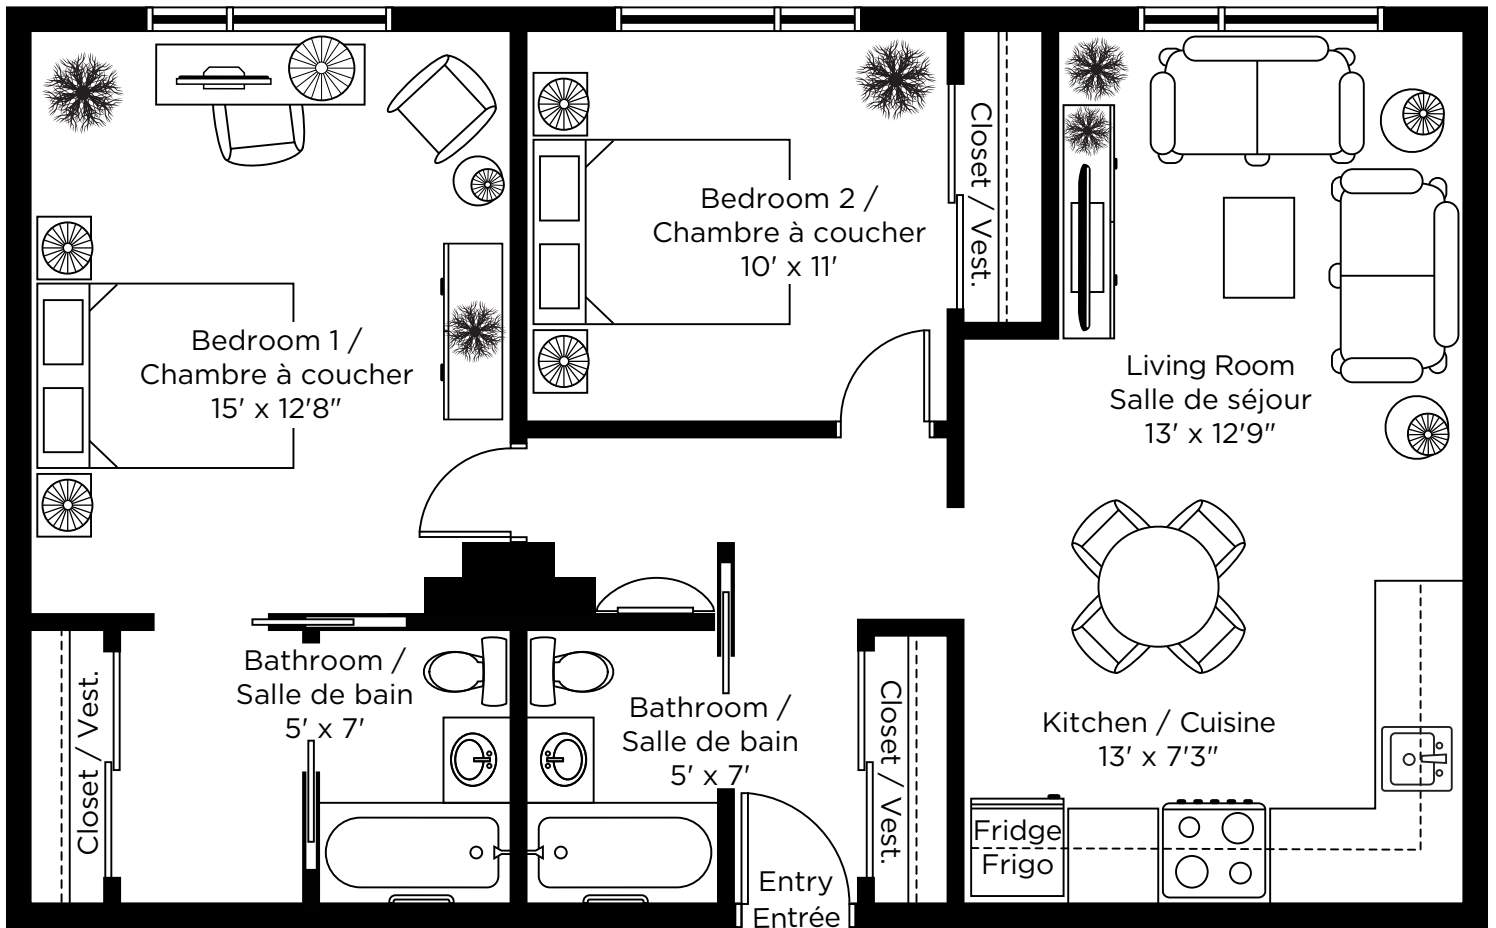 Bedroom 1 /
Chambre à coucher
15' x 12'8"
Bedroom 2 /
Chambre à coucher
10' x 11'
Closet / Vest.
Living Room
Salle de séjour
13' x 12'9"
Closet / Vest.
Bathroom /
Salle de bain
5' x 7'
Bathroom /
Salle de bain
5' x 7'
Closet / Vest.
Kitchen / Cuisine
13' x 7'3"
Fridge
Frigo
Entry
Entrée